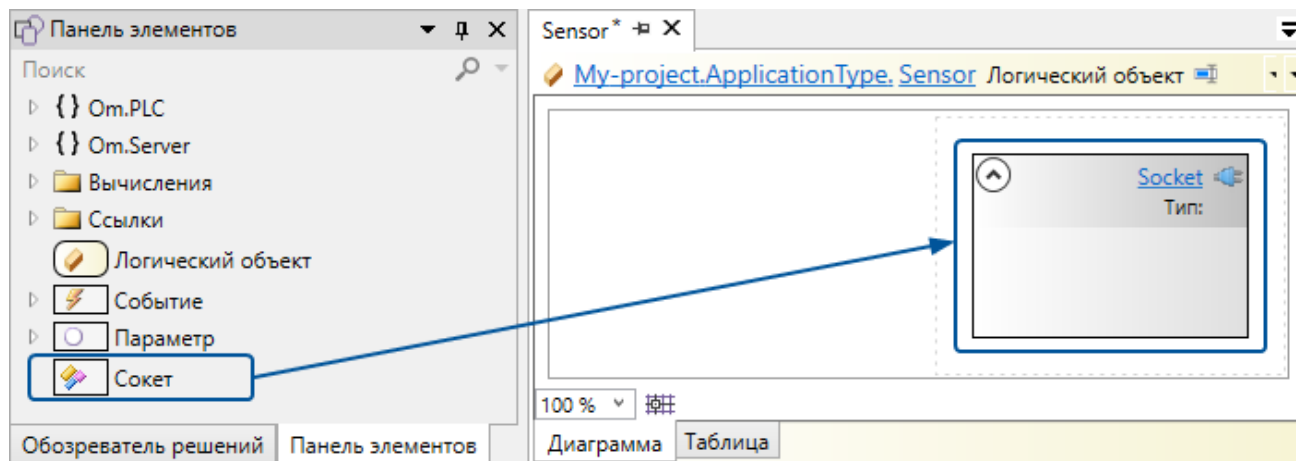 Панель элементов
Поиск
{ } Om.PLC
{ } Om.Server
Вычисления
Ссылки
Логический объект
Событие
Параметр
Сокет
Обозреватель решений
Панель элементов
Sensor*
My-project.ApplicationType. Sensor Логический объект
Socket
Тип:
100 %
Диаграмма
Таблица